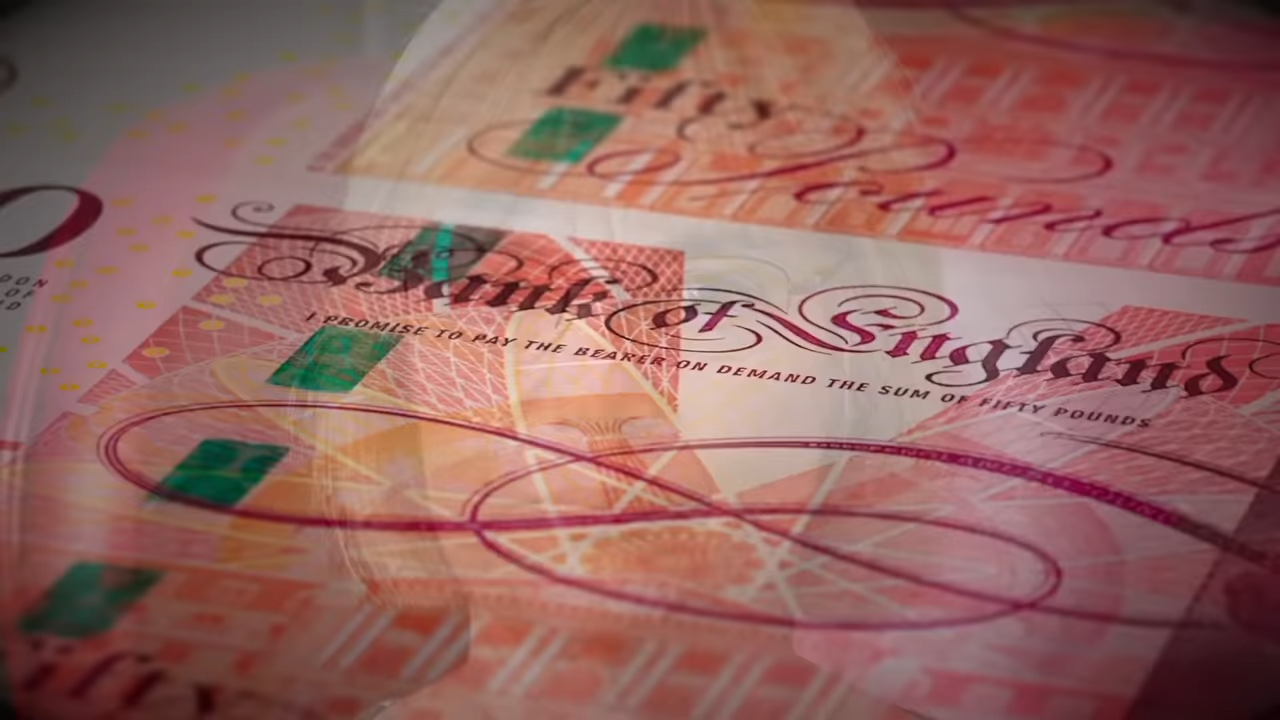 Fifty
Pounds
Bank of England
I PROMISE TO PAY THE BEARER ON DEMAND THE SUM OF FIFTY POUNDS